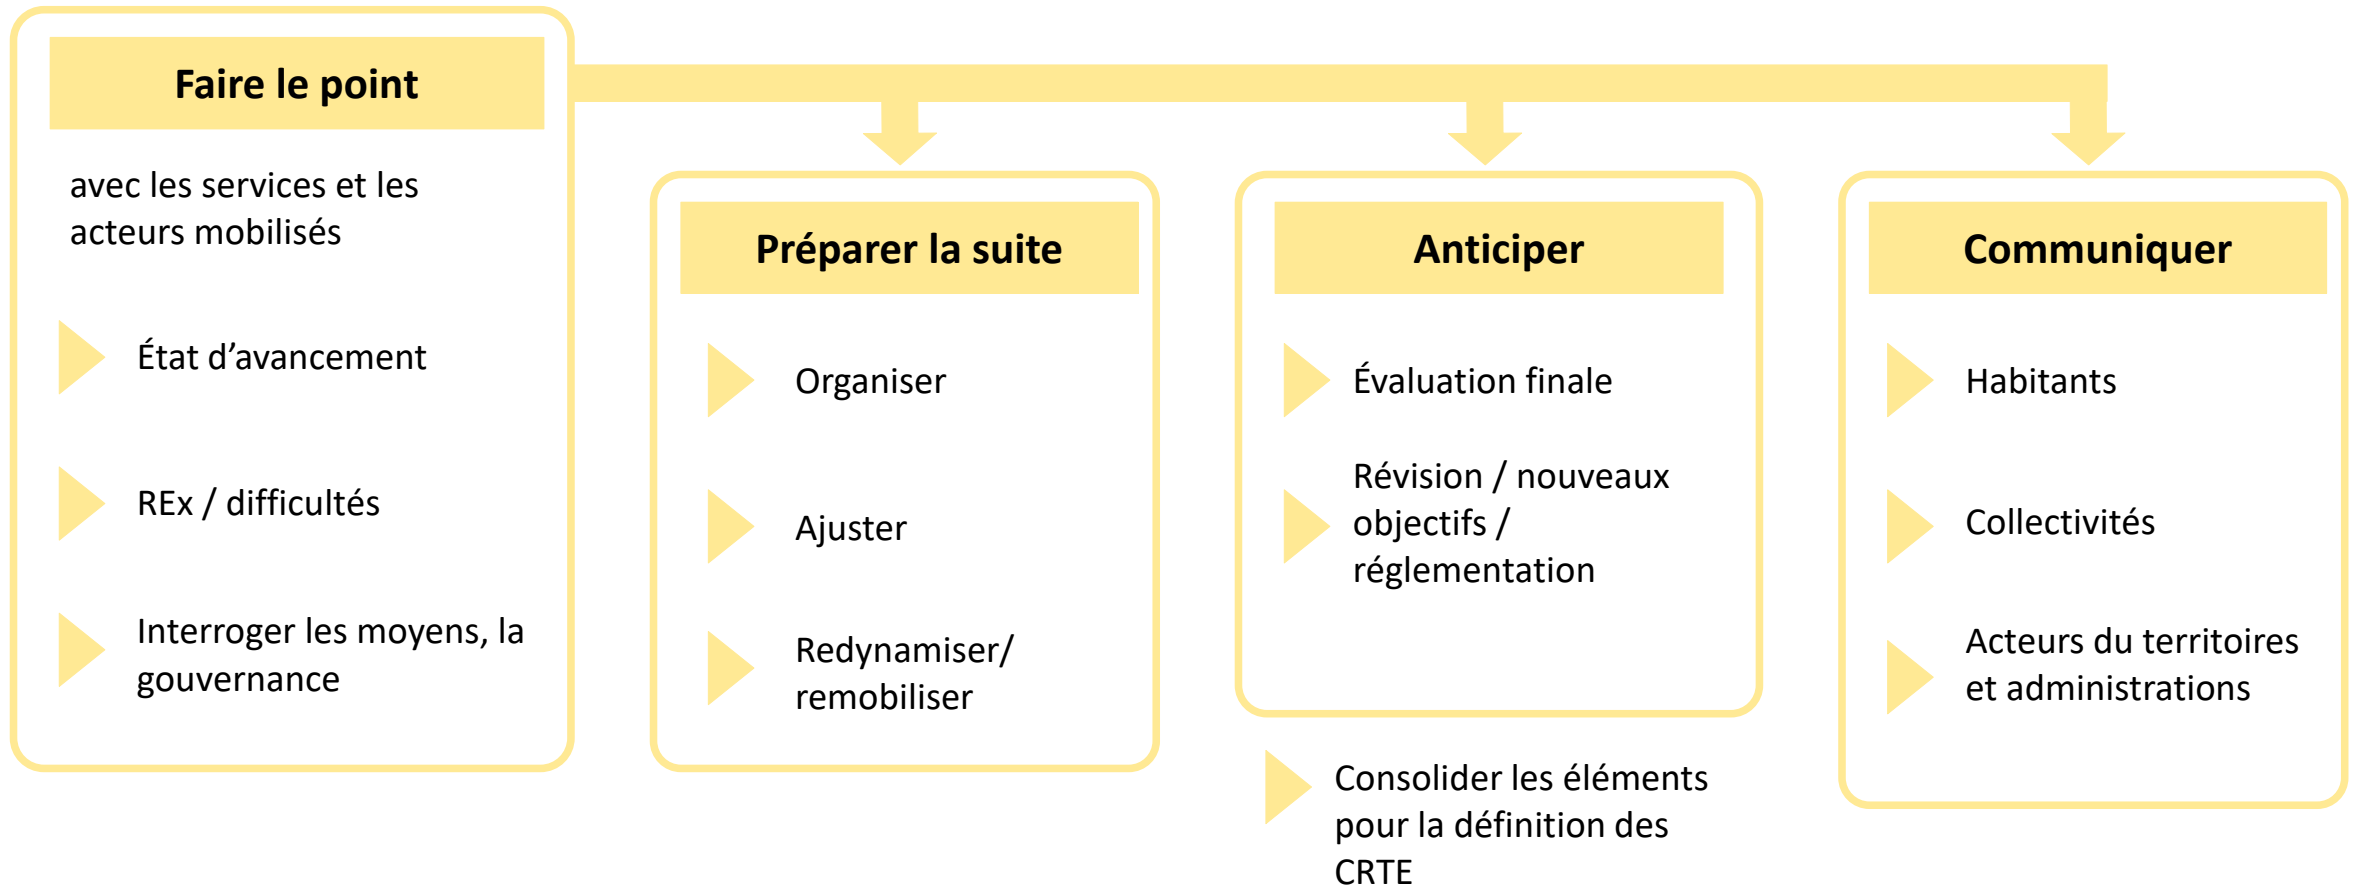 Faire le point
avec les services et les
acteurs mobilisés
État d’avancement
REx / difficultés
Interroger les moyens, la
gouvernance
Préparer la suite
Organiser
Ajuster
Redynamiser/
remobiliser
Anticiper
Évaluation finale
Révision / nouveaux
objectifs /
réglementation
Consolider les éléments
pour la définition des
CRTE
Communiquer
Habitants
Collectivités
Acteurs du territoires
et administrations